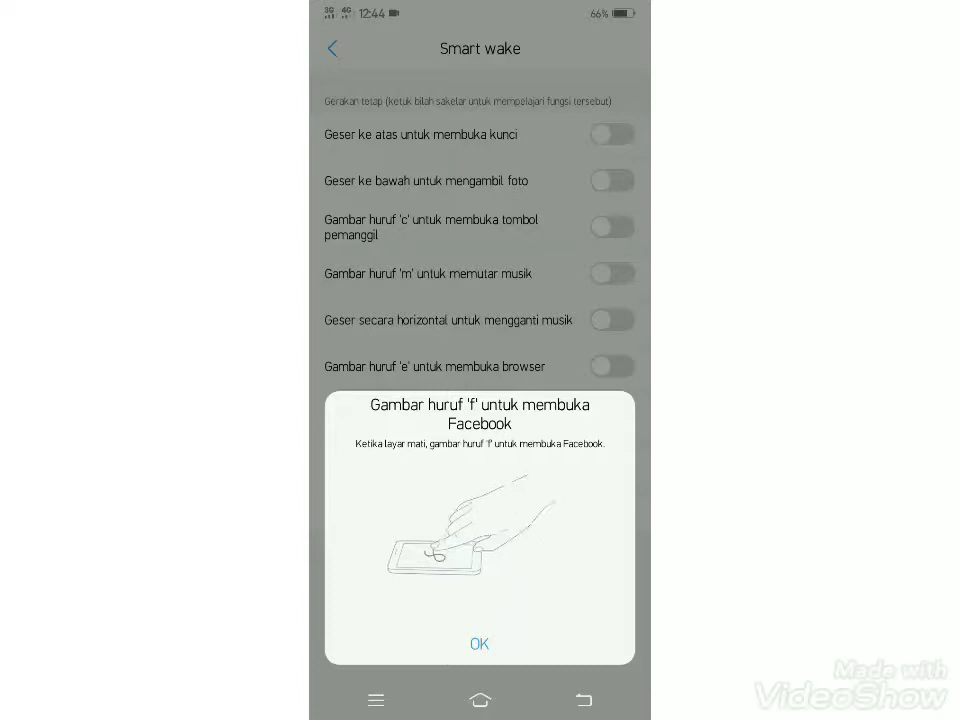 3G 4G 12:44 66%
Smart wake
Gerakan tetap (ketuk bilah sakelar untuk mempelajari fungsi tersebut)
Geser ke atas untuk membuka kunci
Geser ke bawah untuk mengambil foto
Gambar huruf 'c' untuk membuka tombol
pemanggil
Gambar huruf 'm' untuk memutar musik
Geser secara horizontal untuk mengganti musik
Gambar huruf 'e' untuk membuka browser
Gambar huruf 'f' untuk membuka
Facebook
Ketika layar mati, gambar huruf 'f' untuk membuka Facebook.
OK
Made with
VideoShow